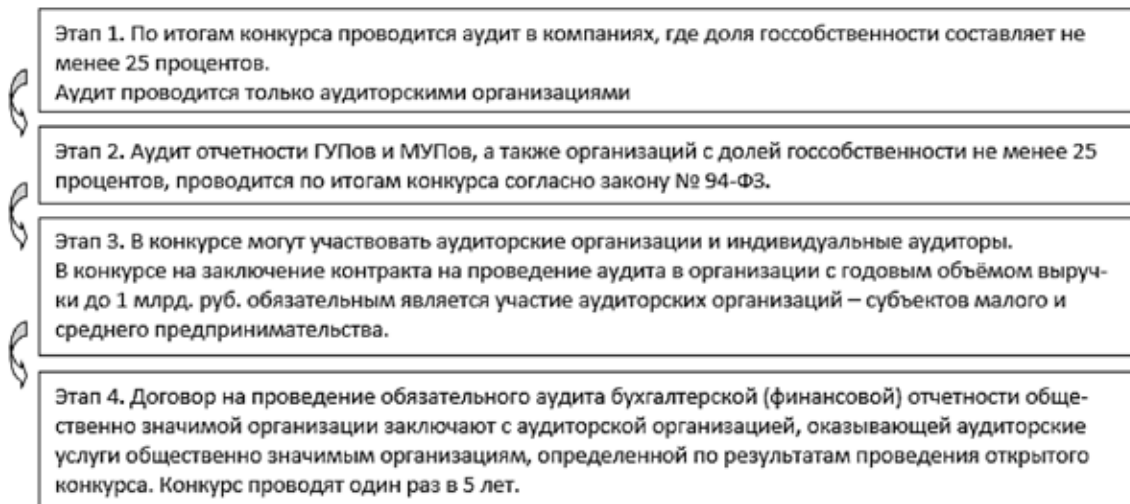 Этап 1. По итогам конкурса проводится аудит в компаниях, где доля госсобственности составляет не
менее 25 процентов.
Аудит проводится только аудиторскими организациями
Этап 2. Аудит отчетности ГУПов и МУПов, а также организаций с долей госсобственности не менее 25
процентов, проводится по итогам конкурса согласно закону № 94-ФЗ.
Этап 3. В конкурсе могут участвовать аудиторские организации и индивидуальные аудиторы.
В конкурсе на заключение контракта на проведение аудита в организации с годовым объёмом выруч-
ки до 1 млрд. руб. обязательным является участие аудиторских организаций – субъектов малого и
среднего предпринимательства.
Этап 4. Договор на проведение обязательного аудита бухгалтерской (финансовой) отчетности обще-
ственно значимой организации заключают с аудиторской организацией, оказывающей аудиторские
услуги общественно значимым организациям, определенной по результатам проведения открытого
конкурса. Конкурс проводят один раз в 5 лет.